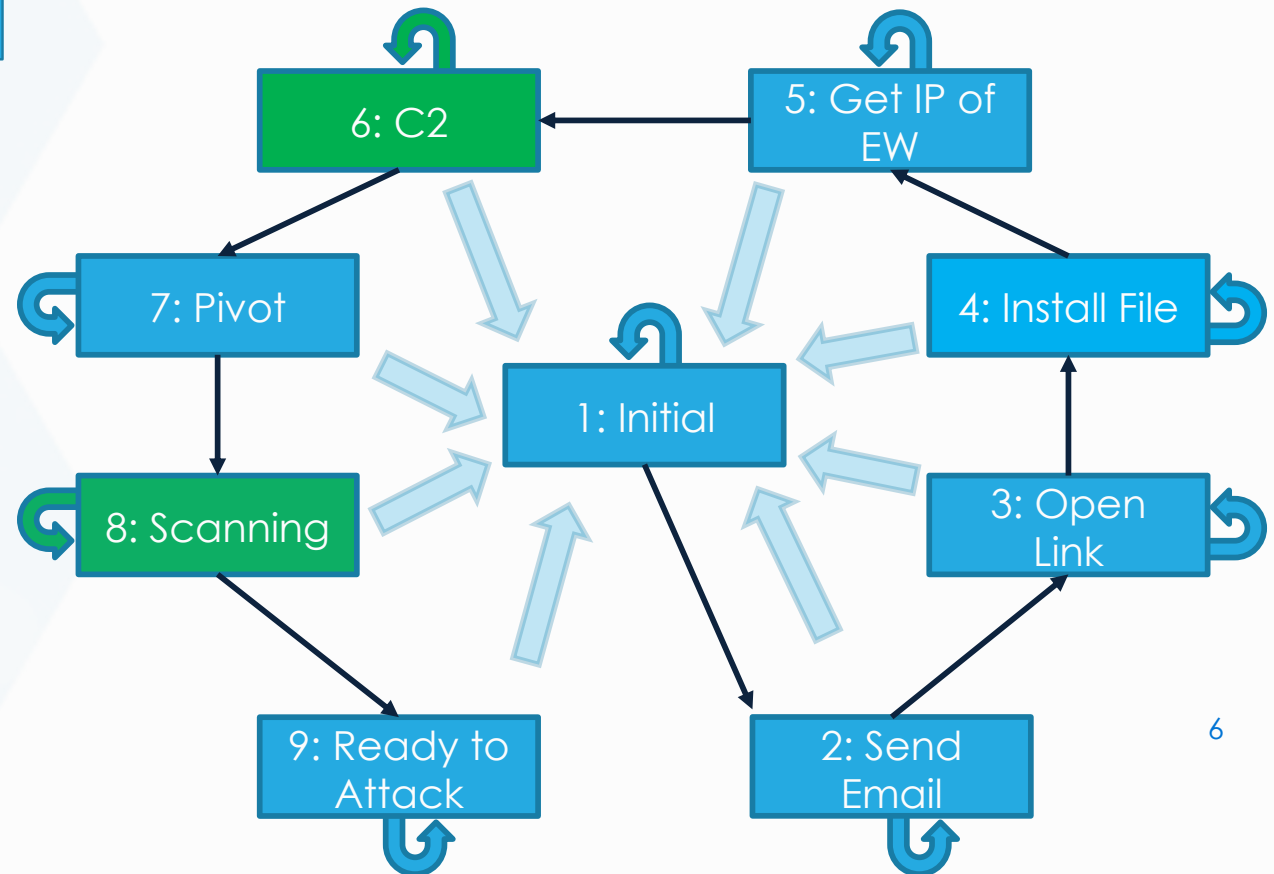 6: C2
5: Get IP of
EW
7: Pivot
4: Install File
1: Initial
8: Scanning
3: Open
Link
9: Ready to
Attack
2: Send
Email
6